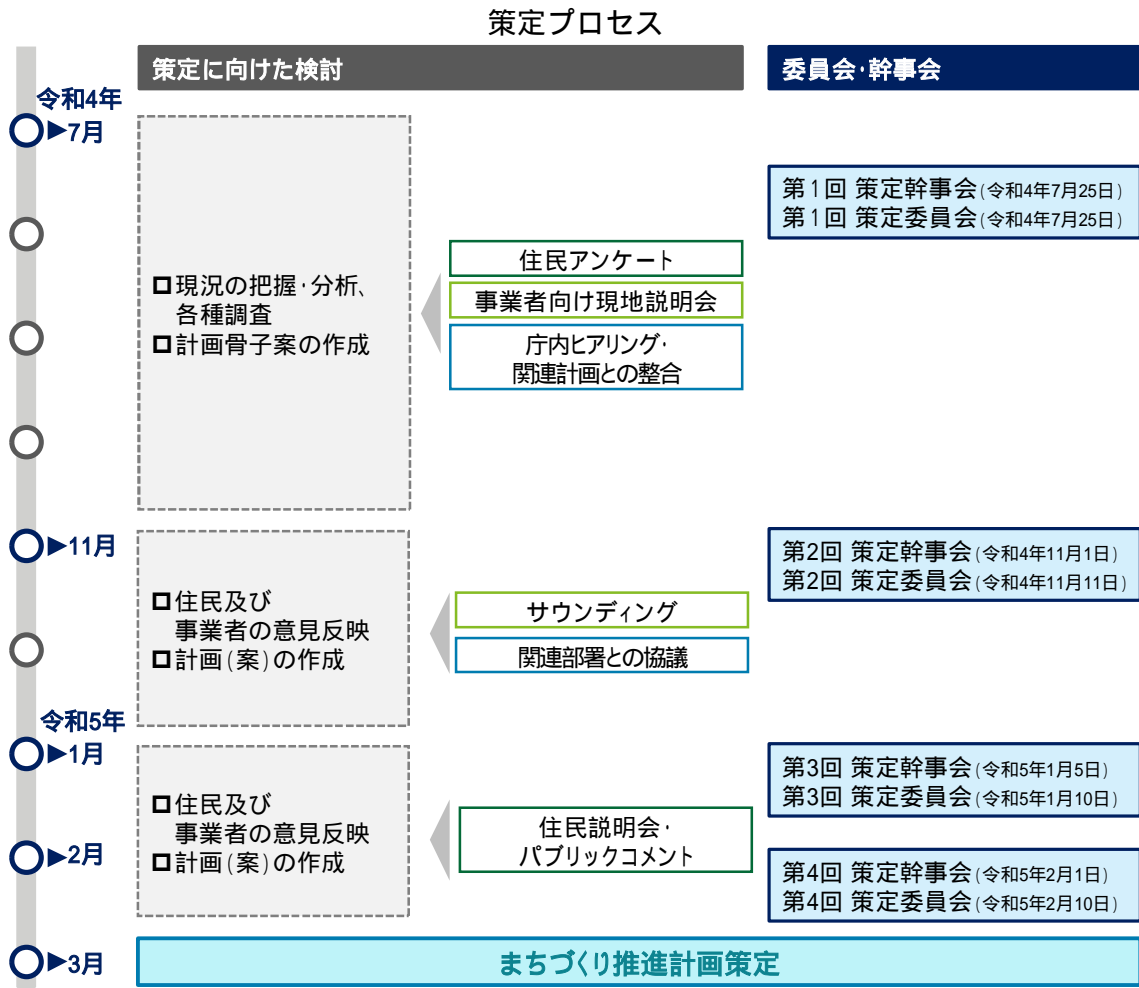 策定プロセス
策定に向けた検討
委員会・幹事会
令和4年
▶7月
第1回 策定幹事会(令和4年7月25日)
第1回 策定委員会(令和4年7月25日)
現況の把握・分析、
各種調査
計画骨子案の作成
住民アンケート
事業者向け現地説明会
庁内ヒアリング・
関連計画との整合
▶11月
第2回 策定幹事会(令和4年11月1日)
第2回 策定委員会(令和4年11月11日)
住民及び
事業者の意見反映
計画(案)の作成
サウンディング
関連部署との協議
令和5年
▶1月
第3回 策定幹事会(令和5年1月5日)
第3回 策定委員会(令和5年1月10日)
住民及び
事業者の意見反映
計画(案)の作成
住民説明会・
パブリックコメント
▶2月
第4回 策定幹事会(令和5年2月1日)
第4回 策定委員会(令和5年2月10日)
▶3月
まちづくり推進計画策定